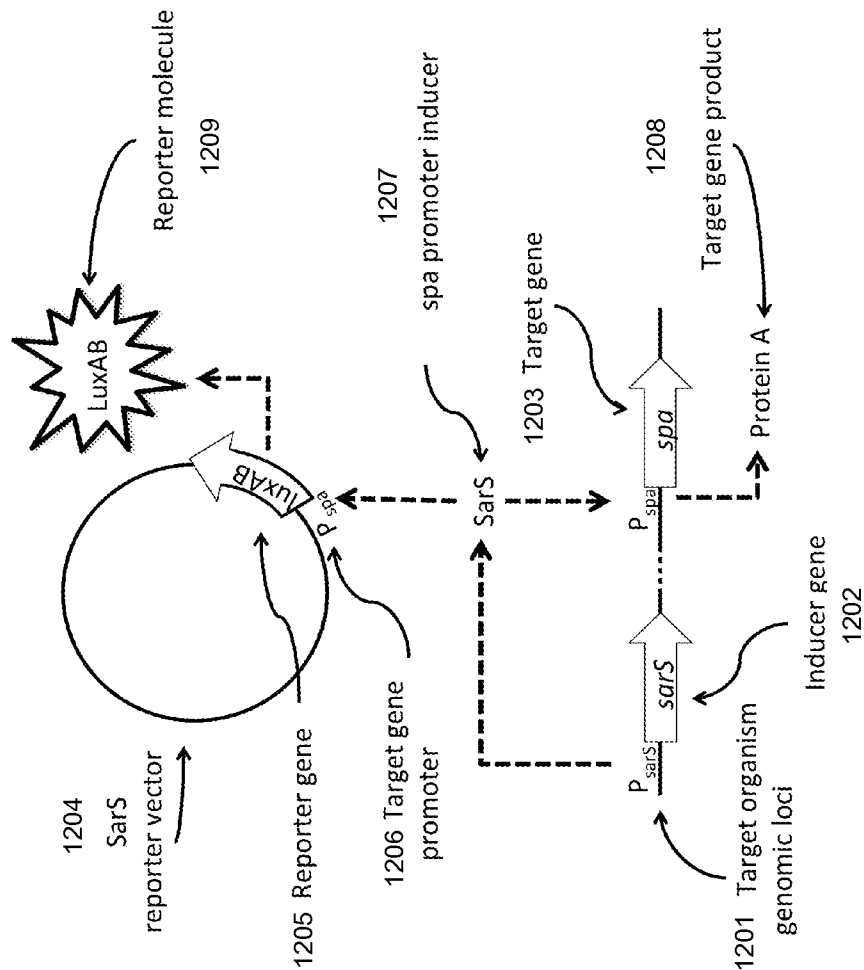 1204
SarS
reporter vector
LuxAB
Reporter molecule
1209
luxAB
P spa
1205 Reporter gene
1206 Target gene
promoter
1207
spa promoter inducer
SarS
1203 Target gene
P sarS
sarS
P spa
spa
1208
Target gene product
Protein A
1201 Target organism
genomic loci
Inducer gene
1202